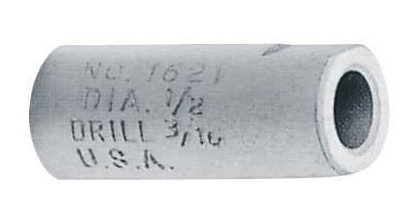 NO. 1621
DIA. 1/2
DRILL 3/16
U.S.A.